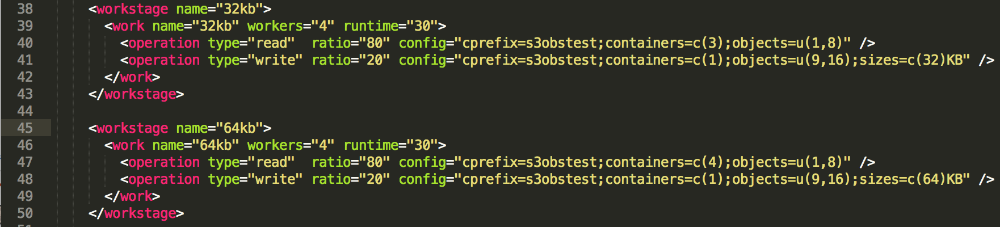 38 <workstage name="32kb">
39 <work name="32kb" workers="4" runtime="30">
40 <operation type="read"  ratio="80" config="cprefix=s3obstest;containers=c(3);objects=u(1,8)" />
41 <operation type="write" ratio="20" config="cprefix=s3obstest;containers=c(1);objects=u(9,16);sizes=c(32)KB" />
42 </work>
43 </workstage>
44
45 <workstage name="64kb">
46 <work name="64kb" workers="4" runtime="30">
47 <operation type="read"  ratio="80" config="cprefix=s3obstest;containers=c(4);objects=u(1,8)" />
48 <operation type="write" ratio="20" config="cprefix=s3obstest;containers=c(1);objects=u(9,16);sizes=c(64)KB" />
49 </work>
50 </workstage>